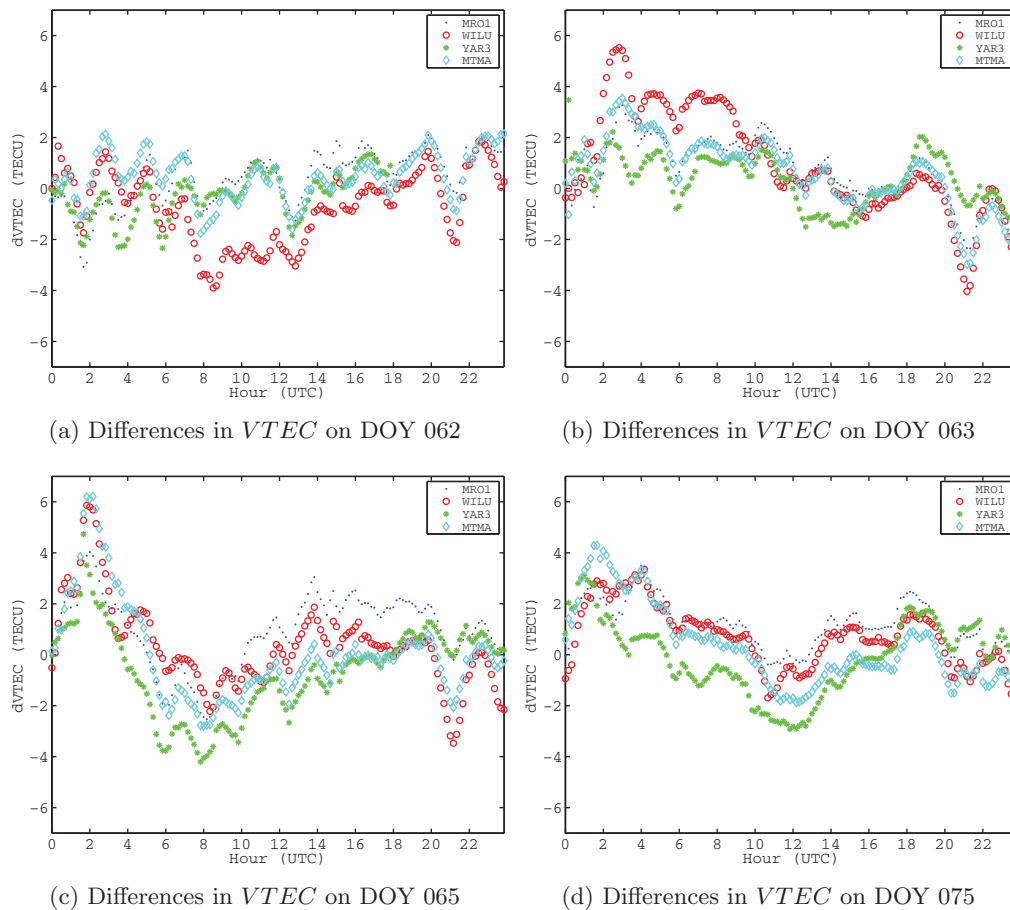 6
4
2
0
−2
−4
−6
dVTEC (TECU)
MRO1
WILU
YAR3
MTMA
0 2 4 6 8 10 12 14 16 18 20 22
Hour (UTC)
(a) Differences in VTEC on DOY 062
6
4
2
0
−2
−4
−6
dVTEC (TECU)
MRO1
WILU
YAR3
MTMA
0 2 4 6 8 10 12 14 16 18 20 22
Hour (UTC)
(b) Differences in VTEC on DOY 063
6
4
2
0
−2
−4
−6
dVTEC (TECU)
MRO1
WILU
YAR3
MTMA
0 2 4 6 8 10 12 14 16 18 20 22
Hour (UTC)
(c) Differences in VTEC on DOY 065
6
4
2
0
−2
−4
−6
dVTEC (TECU)
MRO1
WILU
YAR3
MTMA
0 2 4 6 8 10 12 14 16 18 20 22
Hour (UTC)
(d) Differences in VTEC on DOY 075